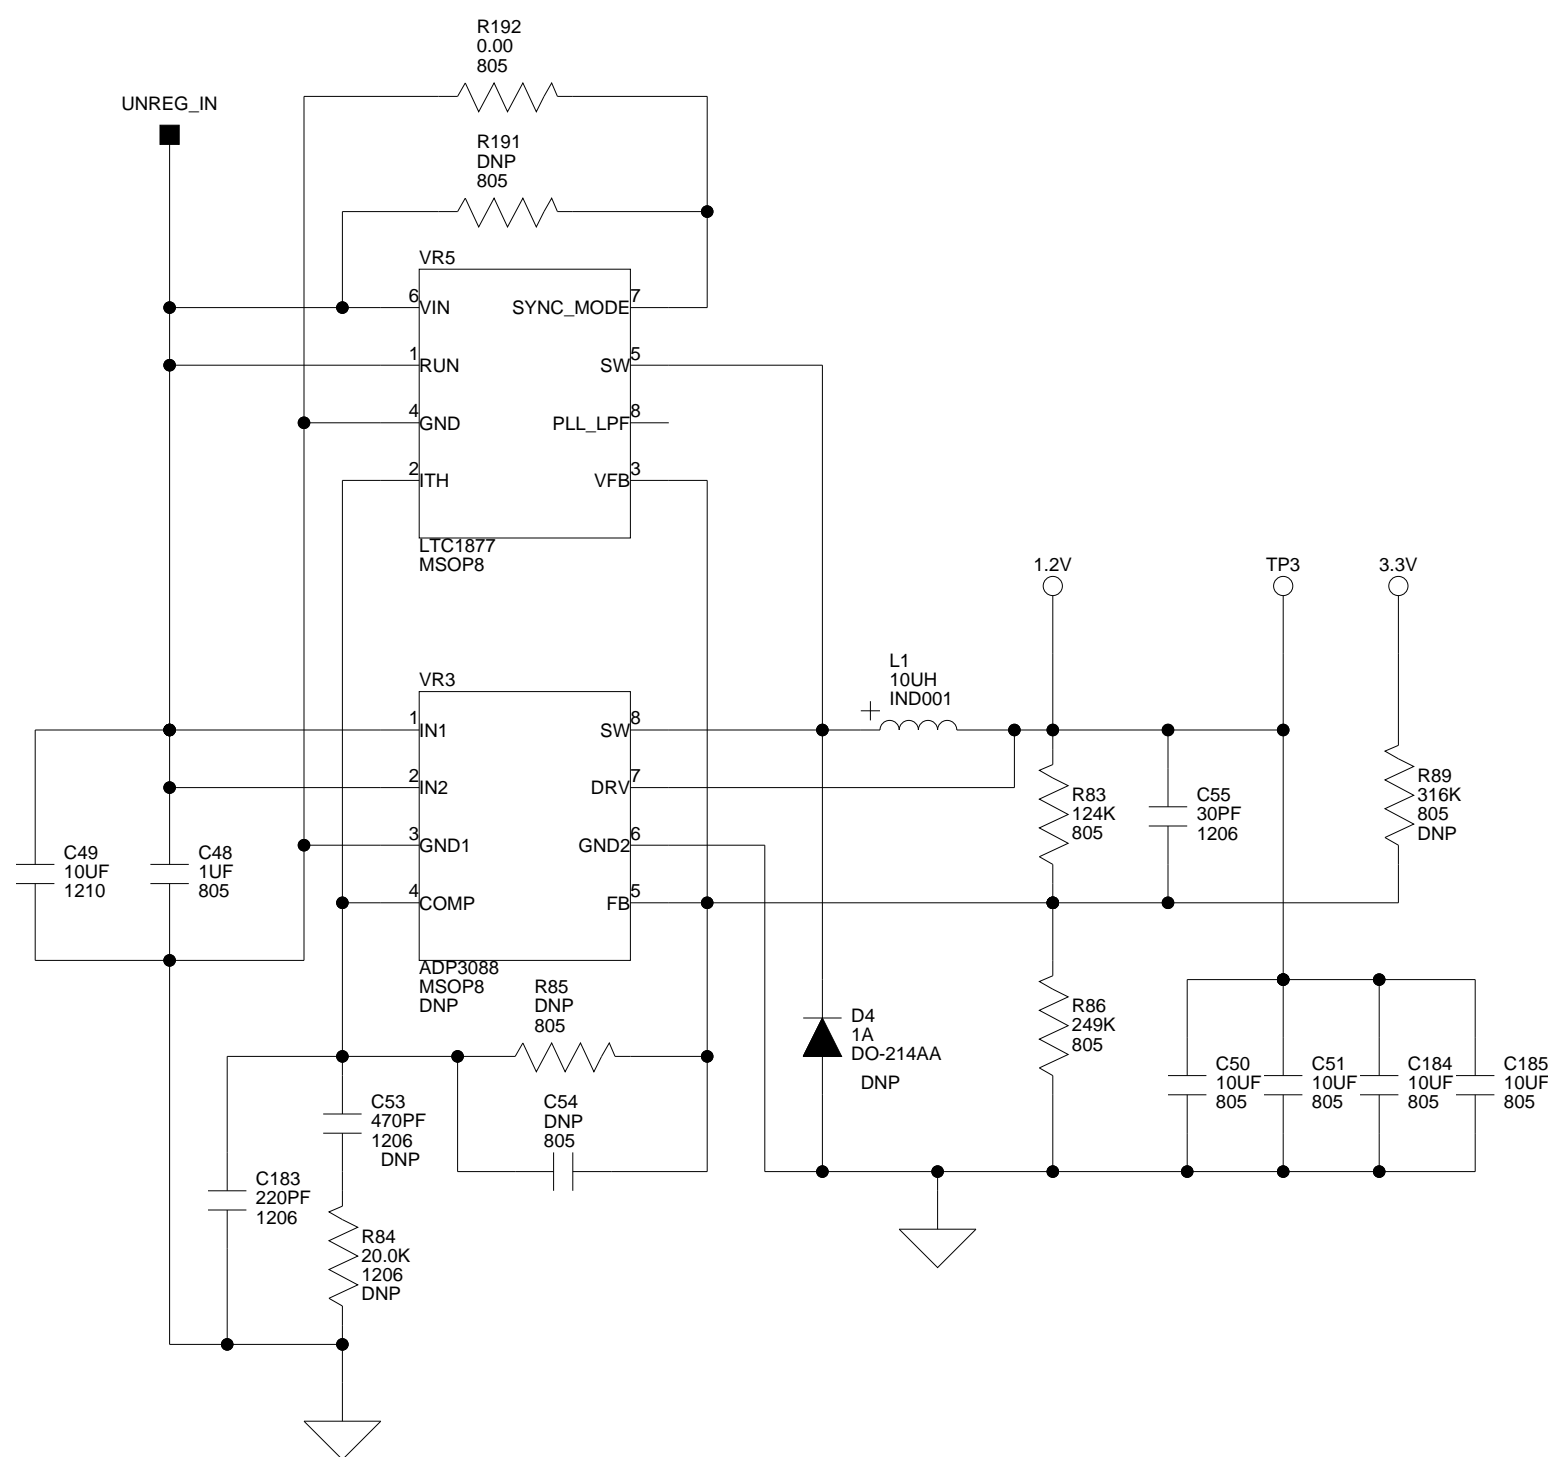 R192
0.00
805
UNREG_IN
R191
DNP
805
VR5
6
VIN
SYNC_MODE
7
1
RUN
SW
5
4
GND
PLL_LPF
8
2
ITH
VFB
3
LTC1877
MSOP8
1.2V
TP3
3.3V
L1
10UH
IND001
+
VR3
1
IN1
SW
8
2
IN2
DRV
7
3
GND1
GND2
6
4
COMP
FB
5
ADP3088
MSOP8
DNP
R83
124K
805
C55
30PF
1206
R89
316K
805
DNP
C49
10UF
1210
C48
1UF
805
R85
DNP
805
D4
1A
DO-214AA
DNP
R86
249K
805
C50
10UF
805
C51
10UF
805
C184
10UF
805
C185
10UF
805
C53
470PF
1206
DNP
C54
DNP
805
C183
220PF
1206
R84
20.0K
1206
DNP